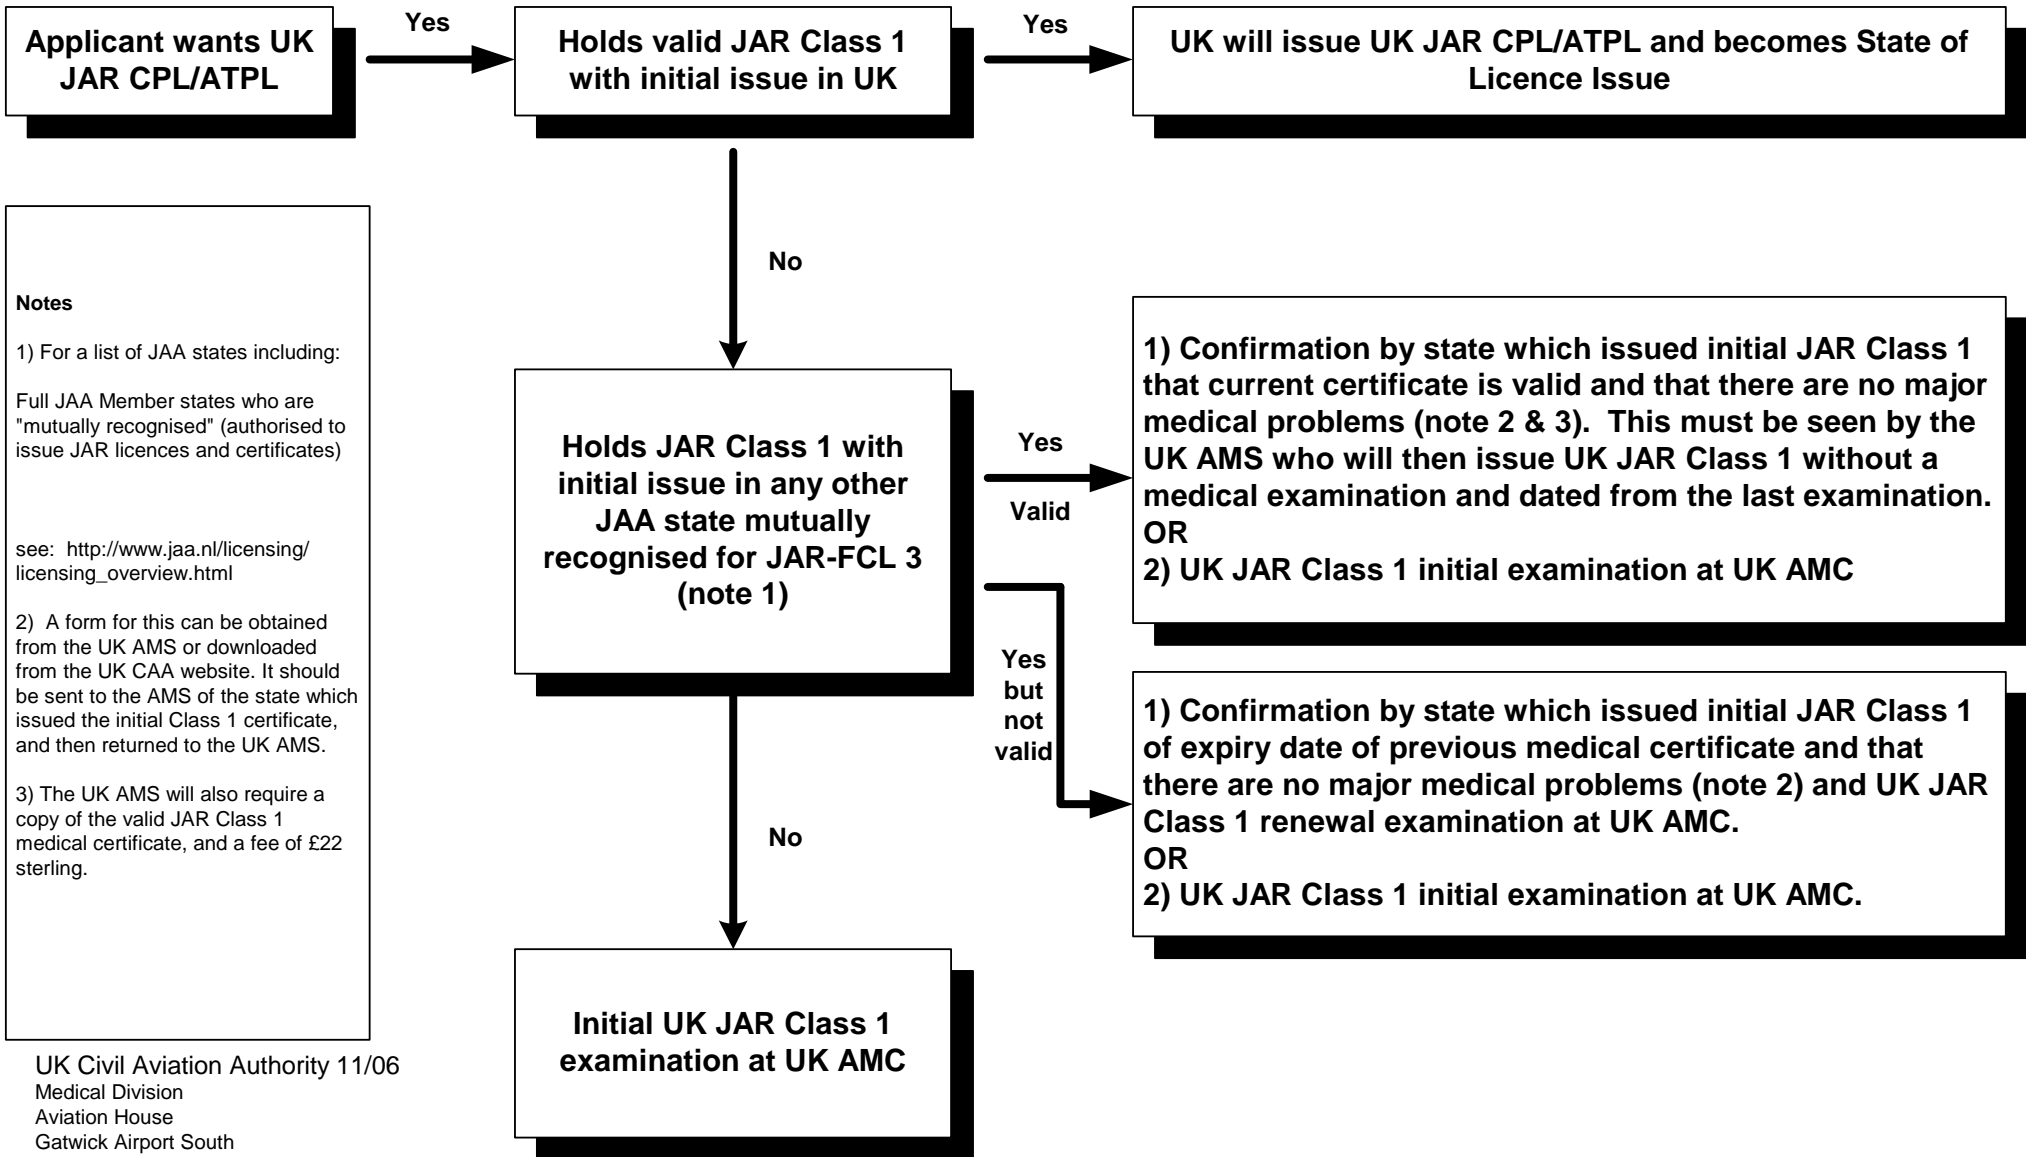 Applicant wants UK
JAR CPL/ATPL
Yes
Holds valid JAR Class 1
with initial issue in UK
Yes
UK will issue UK JAR CPL/ATPL and becomes State of
Licence Issue
No
Notes
1) For a list of JAA states including:
Full JAA Member states who are
"mutually recognised" (authorised to
issue JAR licences and certificates)
see:  http://www.jaa.nl/licensing/
licensing_overview.html
2)  A form for this can be obtained
from the UK AMS or downloaded
from the UK CAA website. It should
be sent to the AMS of the state which
issued the initial Class 1 certificate,
and then returned to the UK AMS.
3) The UK AMS will also require a
copy of the valid JAR Class 1
medical certificate, and a fee of £22
sterling.
Holds JAR Class 1 with
initial issue in any other
JAA state mutually
recognised for JAR-FCL 3
(note 1)
Yes
Valid
1) Confirmation by state which issued initial JAR Class 1
that current certificate is valid and that there are no major
medical problems (note 2 & 3).  This must be seen by the
UK AMS who will then issue UK JAR Class 1 without a
medical examination and dated from the last examination.
OR
2) UK JAR Class 1 initial examination at UK AMC
Yes
but
not
valid
1) Confirmation by state which issued initial JAR Class 1
of expiry date of previous medical certificate and that
there are no major medical problems (note 2) and UK JAR
Class 1 renewal examination at UK AMC.
OR
2) UK JAR Class 1 initial examination at UK AMC.
No
Initial UK JAR Class 1
examination at UK AMC
UK Civil Aviation Authority 11/06
Medical Division
Aviation House
Gatwick Airport South